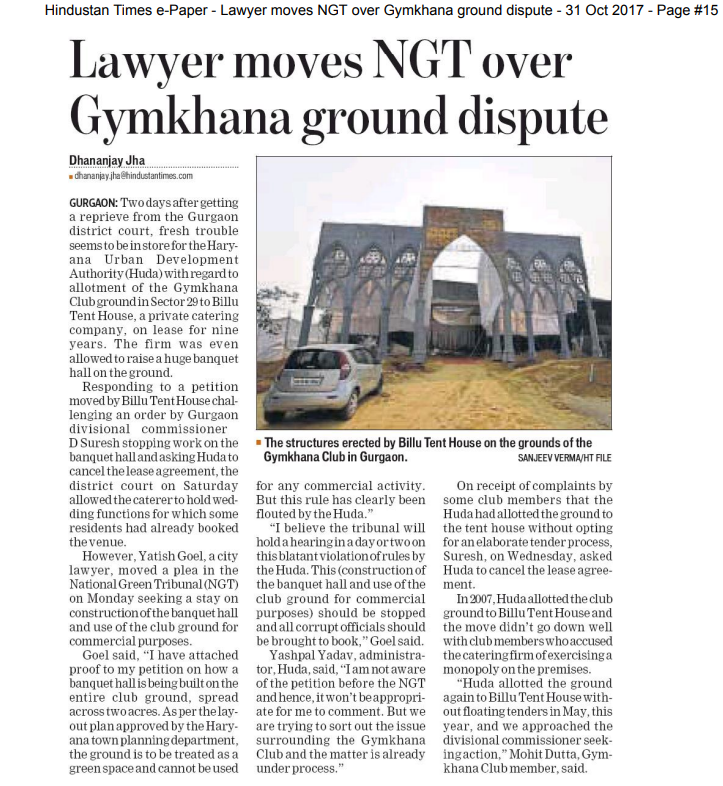 Hindustan Times e-Paper - Lawyer moves NGT over Gymkhana ground dispute - 31 Oct 2017 - Page #15
Lawyer moves NGT over
Gymkhana ground dispute
Dhananjay Jha
dhananjay.jha@hindustantimes.com
GURGAON: Two days after getting
a reprieve from the Gurgaon
district court, fresh trouble
seems to be in store for the Hary-
ana Urban Development
Authority (Huda) with regard to
allotment of the Gymkhana
Club ground in Sector 29 to Billu
Tent House, a private catering
company, on lease for nine
years. The firm was even
allowed to raise a huge banquet
hall on the ground.
Responding to a petition
moved by Billu Tent House chal-
lenging an order by Gurgaon
divisional commissioner
D Suresh stopping work on the
banquet hall and asking Huda to
cancel the lease agreement, the
district court on Saturday
allowed the caterer to hold wed-
ding functions for which some
residents had already booked
the venue.
However, Yatish Goel, a city
lawyer, moved a plea in the
National Green Tribunal (NGT)
on Monday seeking a stay on
construction of the banquet hall
and use of the club ground for
commercial purposes.
Goel said, “I have attached
proof to my petition on how a
banquet hall is being built on the
entire club ground, spread
across two acres. As per the lay-
out plan approved by the Hary-
ana town planning department,
the ground is to be treated as a
green space and cannot be used
The structures erected by Billu Tent House on the grounds of the
Gymkhana Club in Gurgaon. SANJEEV VERMA/HT FILE
for any commercial activity.
But this rule has clearly been
flouted by the Huda.”
“I believe the tribunal will
hold a hearing in a day or two on
this blatant violation of rules by
the Huda. This (construction of
the banquet hall and use of the
club ground for commercial
purposes) should be stopped
and all corrupt officials should
be brought to book,” Goel said.
Yashpal Yadav, administra-
tor, Huda, said, “I am not aware
of the petition before the NGT
and hence, it won’t be appropri-
ate for me to comment. But we
are trying to sort out the issue
surrounding the Gymkhana
Club and the matter is already
under process.”
On receipt of complaints by
some club members that the
Huda had allotted the ground to
the tent house without opting
for an elaborate tender process,
Suresh, on Wednesday, asked
Huda to cancel the lease agree-
ment.
In 2007, Huda allotted the club
ground to Billu Tent House and
the move didn’t go down well
with club members who accused
the catering firm of exercising a
monopoly on the premises.
“Huda allotted the ground
again to Billu Tent House with-
out floating tenders in May, this
year, and we approached the
divisional commissioner seek-
ing action,” Mohit Dutta, Gym-
khana Club member, said.